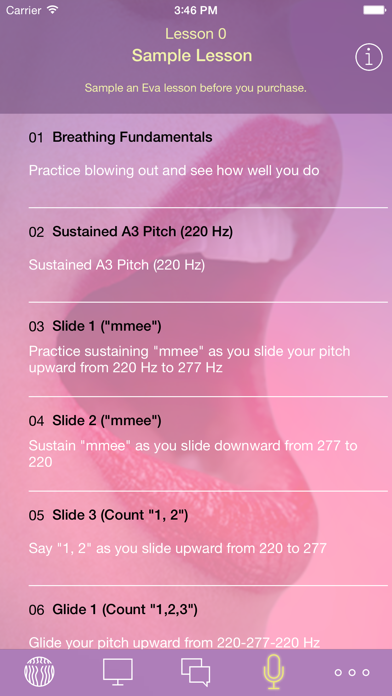 Carrier 3:46 PM
Lesson 0
Sample Lesson
Sample an Eva lesson before you purchase.
01 Breathing Fundamentals
Practice blowing out and see how well you do
02 Sustained A3 Pitch (220 Hz)
Sustained A3 Pitch (220 Hz)
03 Slide 1 ("mmee")
Practice sustaining "mmee" as you slide your pitch
upward from 220 Hz to 277 Hz
04 Slide 2 ("mmee")
Sustain "mmee" as you slide downward from 277 to
220
05 Slide 3 (Count "1, 2")
Say "1, 2" as you slide upward from 220 to 277
06 Glide 1 (Count "1,2,3")
Glide your pitch upward from 220-277-220 Hz